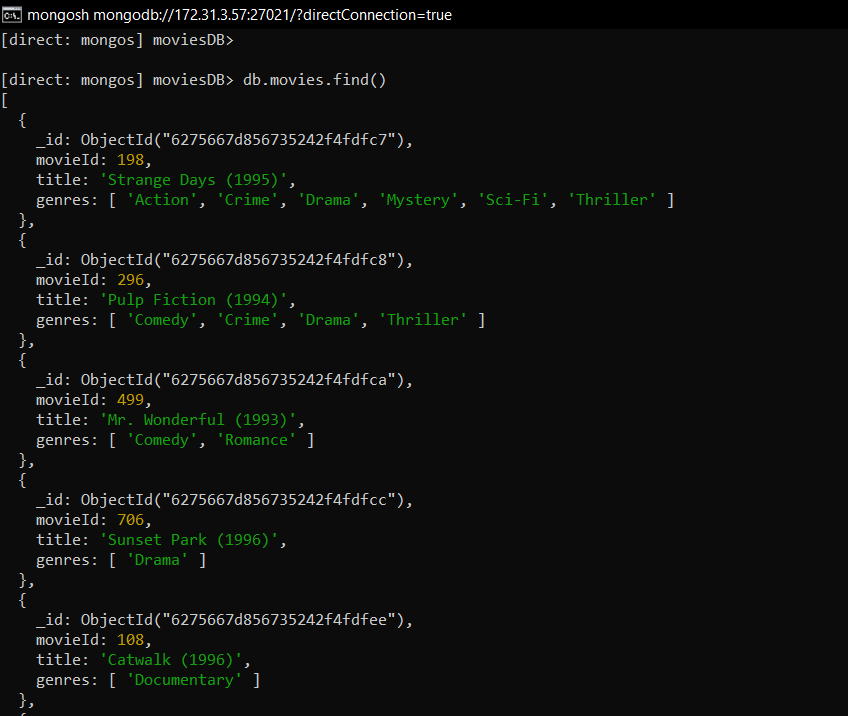 mongosh mongodb://172.31.3.57:27021/?directConnection=true
[direct: mongos] moviesDB>
[direct: mongos] moviesDB> db.movies.find()
[
  {
    _id: ObjectId("6275667d856735242f4fdfc7"),
    movieId: 198,
    title: 'Strange Days (1995)',
    genres: [ 'Action', 'Crime', 'Drama', 'Mystery', 'Sci-Fi', 'Thriller' ]
  },
  {
    _id: ObjectId("6275667d856735242f4fdfc8"),
    movieId: 296,
    title: 'Pulp Fiction (1994)',
    genres: [ 'Comedy', 'Crime', 'Drama', 'Thriller' ]
  },
  {
    _id: ObjectId("6275667d856735242f4fdfca"),
    movieId: 499,
    title: 'Mr. Wonderful (1993)',
    genres: [ 'Comedy', 'Romance' ]
  },
  {
    _id: ObjectId("6275667d856735242f4fdfcc"),
    movieId: 706,
    title: 'Sunset Park (1996)',
    genres: [ 'Drama' ]
  },
  {
    _id: ObjectId("6275667d856735242f4fdfee"),
    movieId: 108,
    title: 'Catwalk (1996)',
    genres: [ 'Documentary' ]
  },